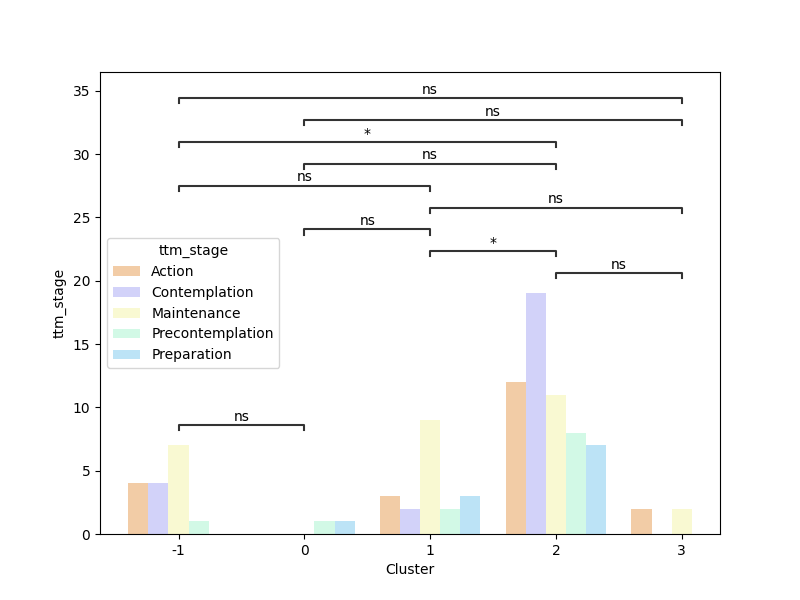 ns
ns
*
ns
ns
ns
ns
*
ns
ns
35
30
25
20
15
10
5
0
ttm_stage
ttm_stage
Action
Contemplation
Maintenance
Precontemplation
Preparation
-1 0 1 2 3
Cluster